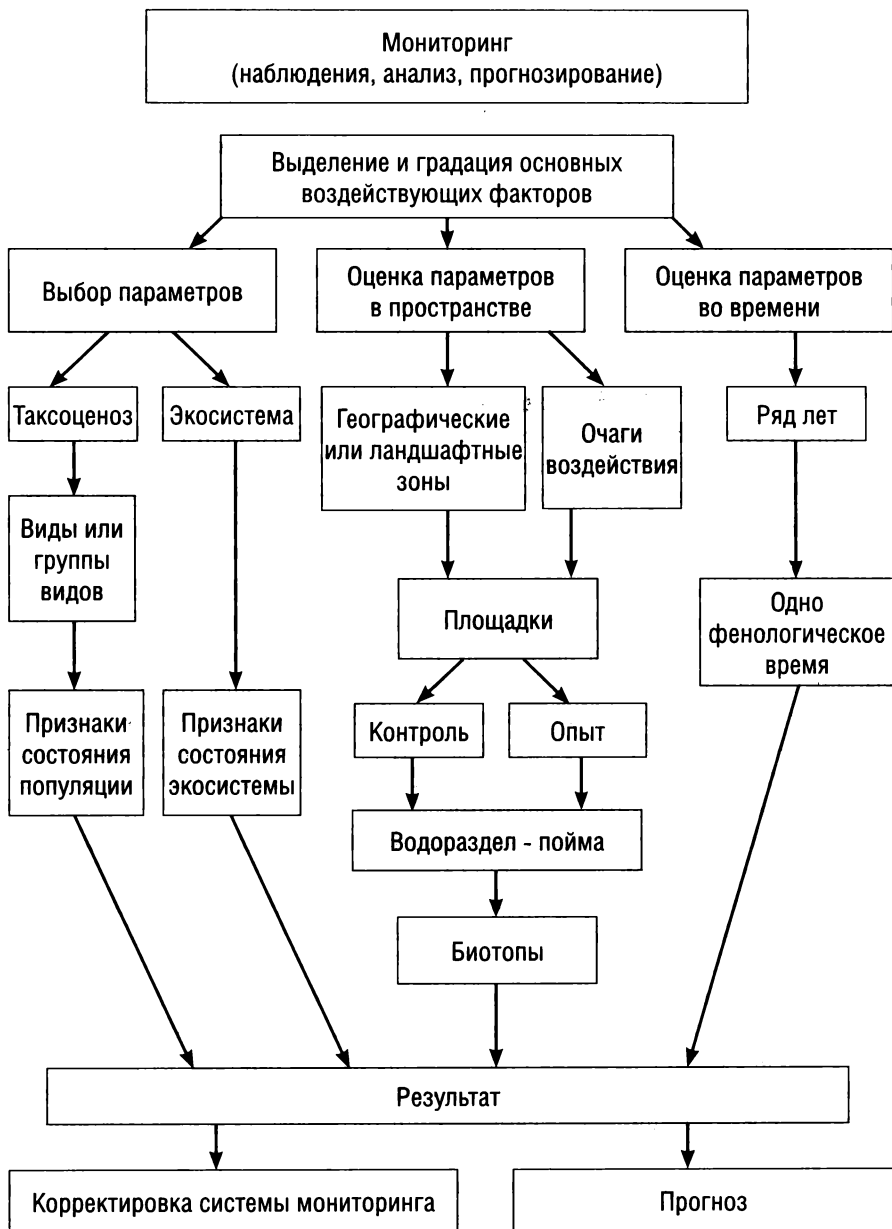 Мониторинг
(наблюдения, анализ, прогнозирование)
Выделение и градация основных
воздействующих факторов
Выбор параметров
Оценка параметров
в пространстве
Оценка параметров
во времени
Таксоценоз
Экосистема
Географические
или ландшафтные
зоны
Очаги
воздействия
Ряд лет
Виды или
группы
видов
Площадки
Одно
фенологическое
время
Признаки
состояния
популяции
Признаки
состояния
экосистемы
Контроль
Опыт
Водораздел - пойма
Биотопы
Результат
Корректировка системы мониторинга
Прогноз